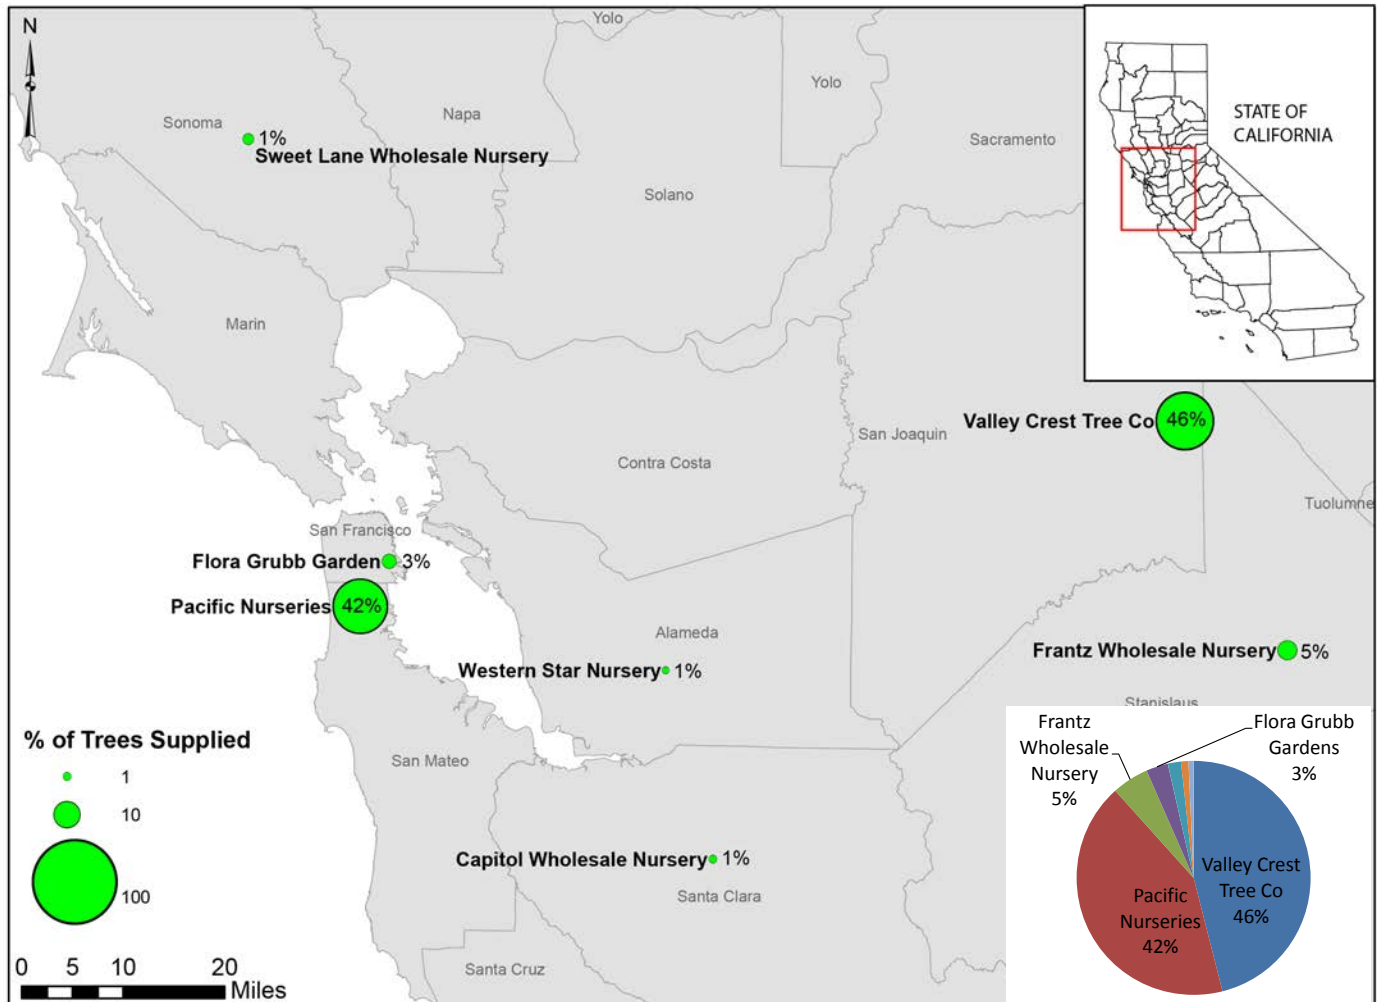 N
Yolo
Yolo
Napa
Sonoma
1%
Sweet Lane Wholesale Nursery
Sacramento
Solano
STATE OF
CALIFORNIA
Marin
Valley Crest Tree Co
46%
San Joaquin
Contra Costa
Tuolumne
San Francisco
Flora Grubb Garden
3%
Pacific Nurseries
42%
Alameda
Western Star Nursery
1%
Frantz Wholesale Nursery
5%
Stanislaus
San Mateo
Capitol Wholesale Nursery
1%
Santa Clara
Santa Cruz
% of Trees Supplied
1
10
100
0 5 10 20
Miles
Frantz
Wholesale
Nursery
5%
Flora Grubb
Gardens
3%
Valley Crest
Tree Co
46%
Pacific
Nurseries
42%